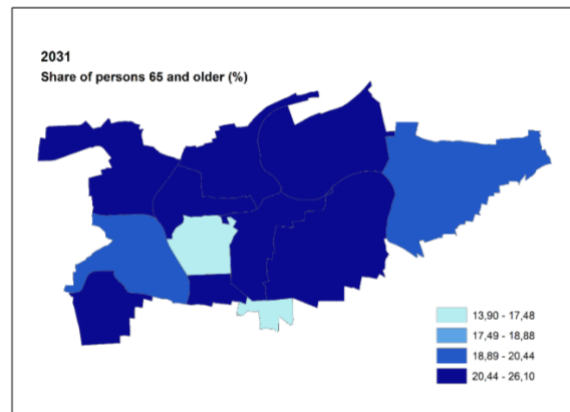 2031
Share of persons 65 and older (%)
13,90 - 17,48
17,49 - 18,88
18,89 - 20,44
20,44 - 26,10